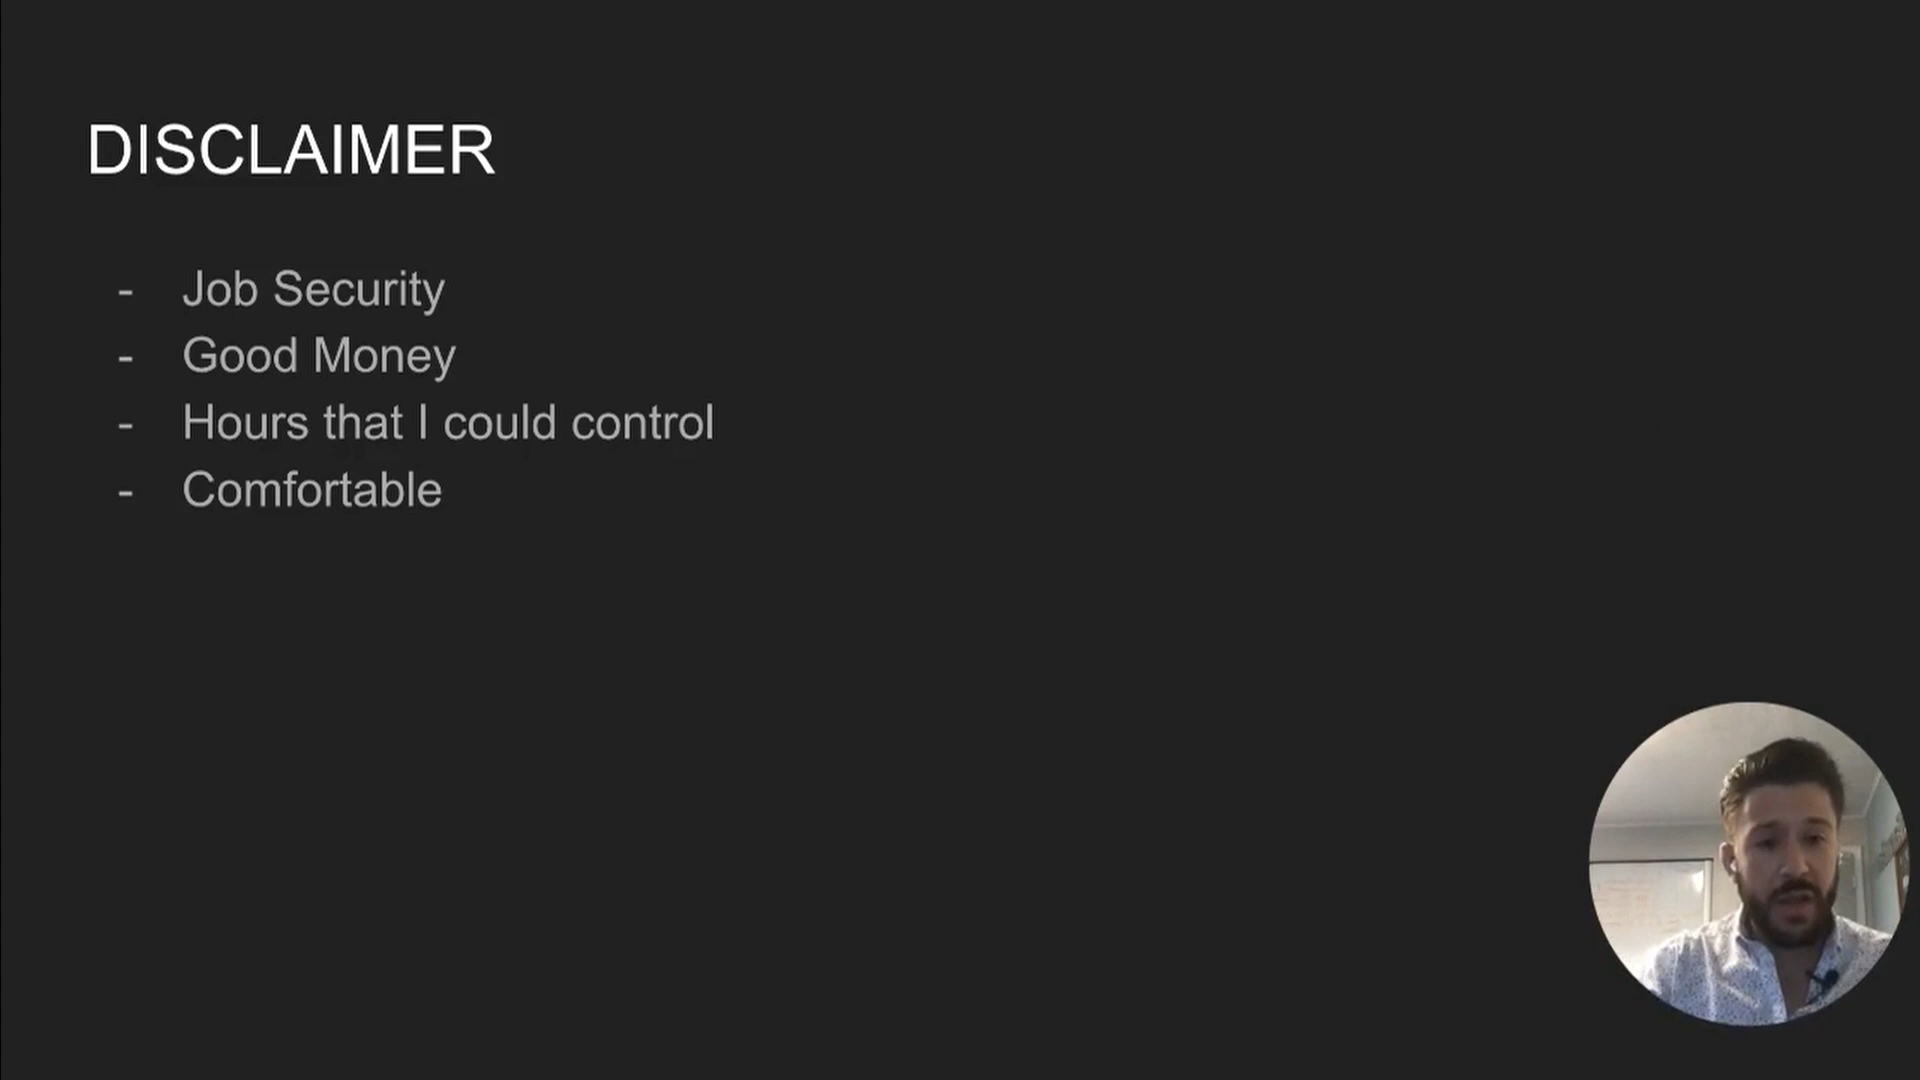 DISCLAIMER
- Job Security
- Good Money
- Hours that I could control
- Comfortable